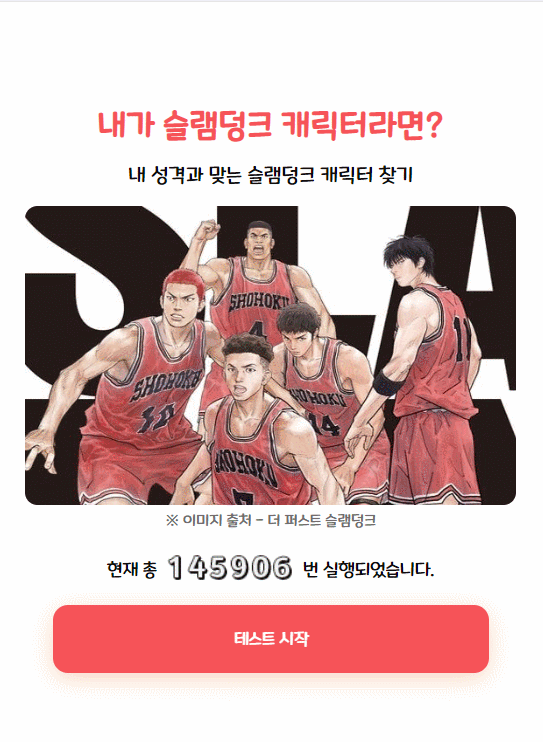 내가 슬램덩크 캐릭터라면?
내 성격과 맞는 슬램덩크 캐릭터 찾기
SLA
SHOHOKU
4
SHOHOKU
10
SHOHOKU
14
11
SHOHOKU
7
※ 이미지 출처 - 더 퍼스트 슬램덩크
현재 총 145906 번 실행되었습니다.
테스트 시작